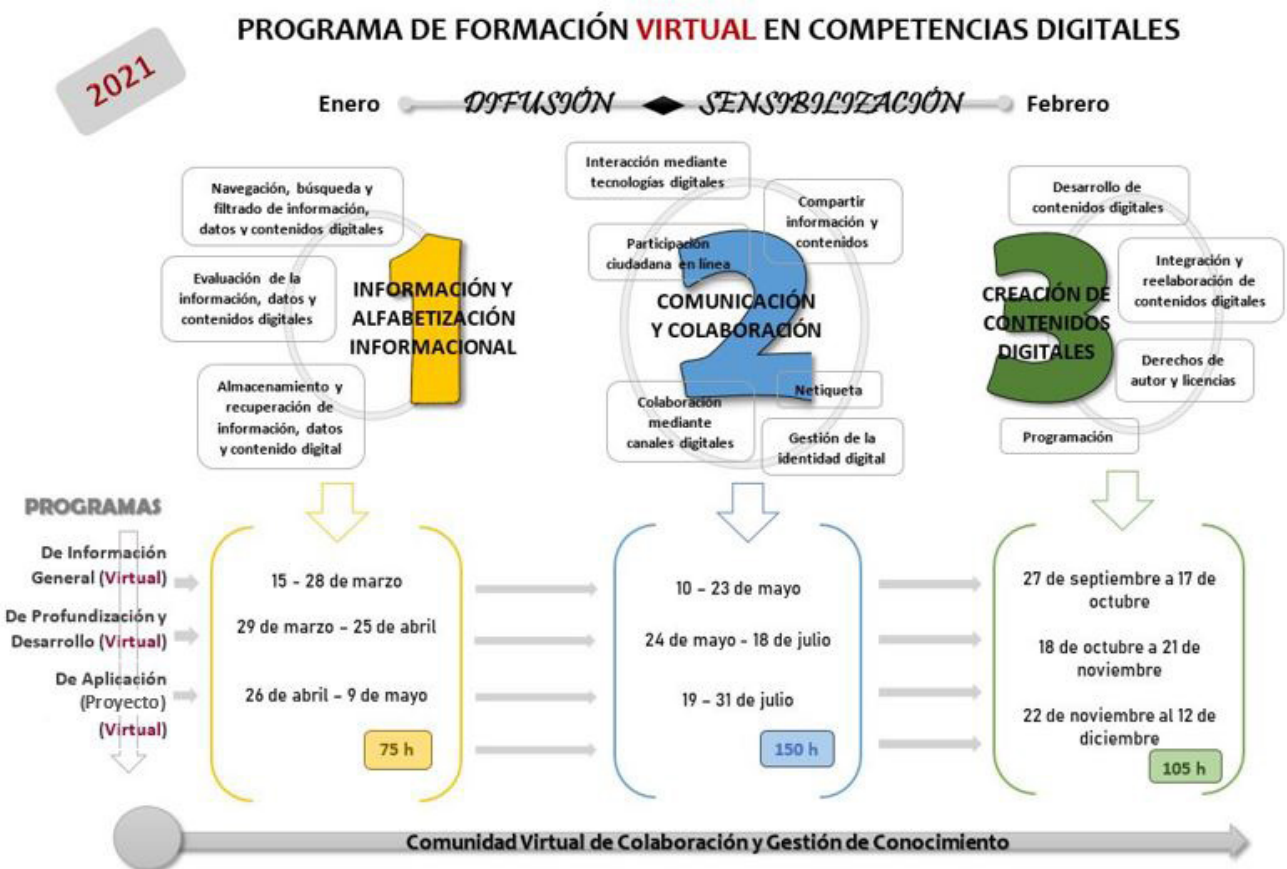 PROGRAMA DE FORMACIÓN VIRTUAL EN COMPETENCIAS DIGITALES
2021
Enero
DIFUSIÓN
SENSIBILIZACIÓN
Febrero
Navegación, búsqueda y
filtrado de información,
datos y contenidos digitales
Evaluación de la
información, datos y
contenidos digitales
Almacenamiento y
recuperación de
información, datos
y contenido digital
1
INFORMACIÓN Y
ALFABETIZACIÓN
INFORMACIONAL
Interacción mediante
tecnologías digitales
Compartir
información y
contenidos
Participación
ciudadana en línea
2
COMUNICACIÓN
Y COLABORACIÓN
Netiqueta
Colaboración
mediante
canales digitales
Gestión de la
identidad digital
Desarrollo de
contenidos digitales
Integración y
reelaboración de
contenidos digitales
3
CREACIÓN DE
CONTENIDOS
DIGITALES
Derechos de
autor y licencias
Programación
PROGRAMAS
De Información
General (Virtual)
De Profundización y
Desarrollo (Virtual)
De Aplicación
(Proyecto)
(Virtual)
15 - 28 de marzo
29 de marzo - 25 de abril
26 de abril - 9 de mayo
75 h
10 - 23 de mayo
24 de mayo - 18 de julio
19 - 31 de julio
150 h
27 de septiembre a 17 de
octubre
18 de octubre a 21 de
noviembre
22 de noviembre al 12 de
diciembre
105 h
Comunidad Virtual de Colaboración y Gestión de Conocimiento